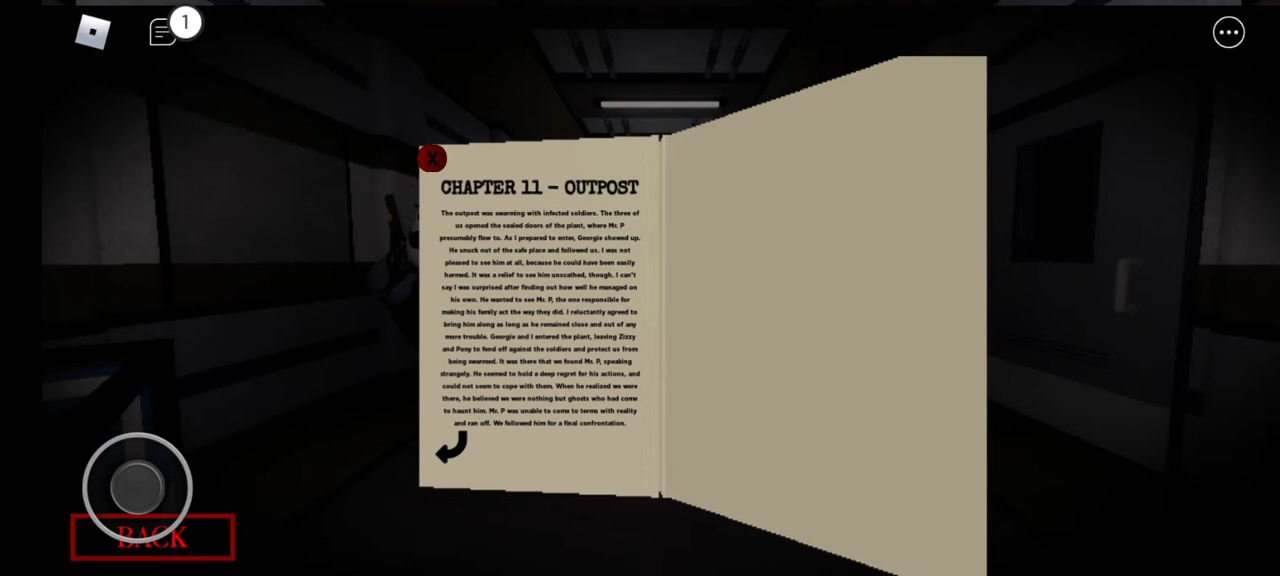 1
X
CHAPTER 11 - OUTPOST
The outpost was swarming with infected soldiers. The three of
us opened the sealed doors of the plant, where Mr. P
presumably flew to. As I prepared to enter, Georgie showed up.
He snuck out of the safe place and followed us. I was not
pleased to see him at all, because he could have been easily
harmed. It was a relief to see him unscathed, though. I can't
say I was surprised after finding out how well he managed on
his own. He wanted to see Mr. P, the one responsible for
making his family act the way they did. I reluctantly agreed to
bring him along as long as he remained close and out of any
more trouble. Georgie and I entered the plant, leaving Zizzy
and Pony to fend off against the soldiers and protect us from
being swarmed. It was there that we found Mr. P, speaking
strangely. He seemed to hold a deep regret for his actions, and
could not seem to cope with them. When he realized we were
there, he believed we were nothing but ghosts who had come
to haunt him. Mr. P was unable to come to terms with reality
and ran off. We followed him for a final confrontation.
BACK